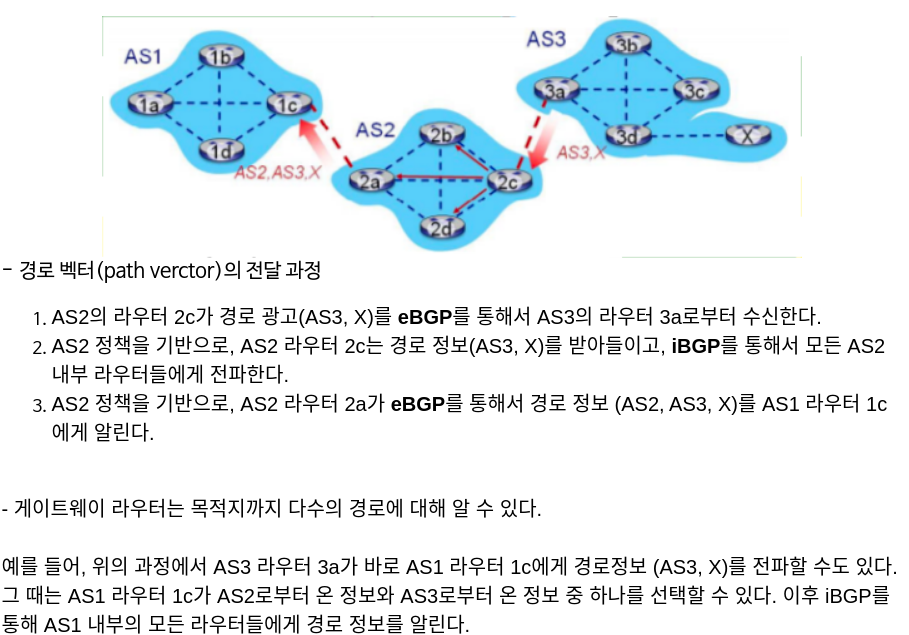 AS1
1b
1a
1c
1d
AS2,AS3,X
AS2
2b
2a
2c
2d
AS3
3b
3a
3c
3d
X
AS3,X
- 경로 벡터(path verctor)의 전달 과정
1. AS2의 라우터 2c가 경로 광고(AS3, X)를 eBGP를 통해서 AS3의 라우터 3a로부터 수신한다.
2. AS2 정책을 기반으로, AS2 라우터 2c는 경로 정보(AS3, X)를 받아들이고, iBGP를 통해서 모든 AS2
내부 라우터들에게 전파한다.
3. AS2 정책을 기반으로, AS2 라우터 2a가 eBGP를 통해서 경로 정보 (AS2, AS3, X)를 AS1 라우터 1c
에게 알린다.
- 게이트웨이 라우터는 목적지까지 다수의 경로에 대해 알 수 있다.
예를 들어, 위의 과정에서 AS3 라우터 3a가 바로 AS1 라우터 1c에게 경로정보 (AS3, X)를 전파할 수도 있다.
그 때는 AS1 라우터 1c가 AS2로부터 온 정보와 AS3로부터 온 정보 중 하나를 선택할 수 있다. 이후 iBGP를
통해 AS1 내부의 모든 라우터들에게 경로 정보를 알린다.